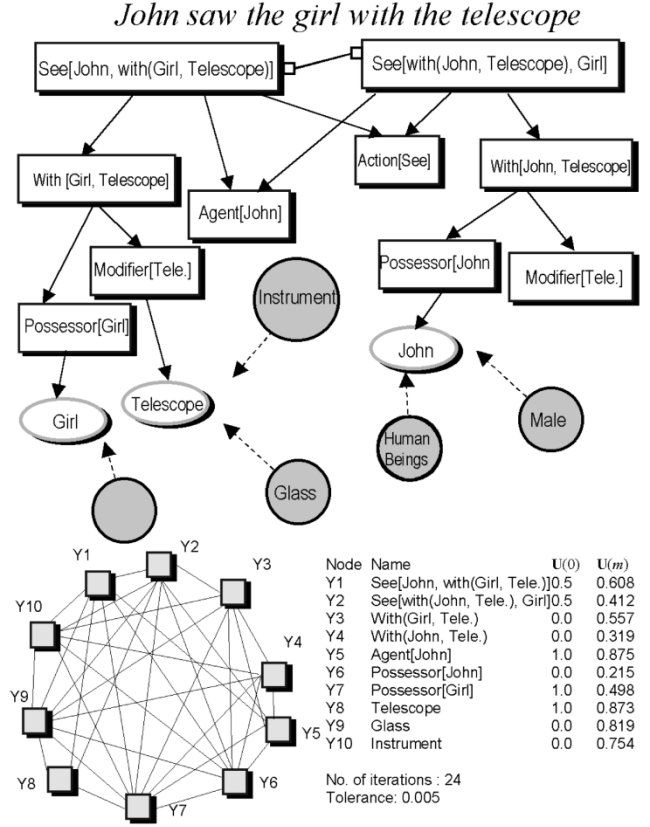 John saw the girl with the telescope
See[John, with(Girl, Telescope)]
See[with(John, Telescope), Girl]
Action[See]
With[John, Telescope]
With [Girl, Telescope]
Agent[John]
Modifier[Tele.]
Possessor[John
Modifier[Tele.]
Instrument
Possessor[Girl]
John
Telescope
Girl
Male
Human
Beings
Glass
Y1
Y2
Y3
Y10
Y4
Y9
Y5
Y8
Y6
Y7
Node Name U(0) U(m)
Y1 See[John, with(Girl, Tele.)] 0.5 0.608
Y2 See[with(John, Tele.), Girl] 0.5 0.412
Y3 With(Girl, Tele.) 0.0 0.557
Y4 With(John, Tele.) 0.0 0.319
Y5 Agent[John] 1.0 0.875
Y6 Possessor[John] 0.0 0.215
Y7 Possessor[Girl] 1.0 0.498
Y8 Telescope 1.0 0.873
Y9 Glass 0.0 0.819
Y10 Instrument 0.0 0.754
No. of iterations : 24
Tolerance: 0.005